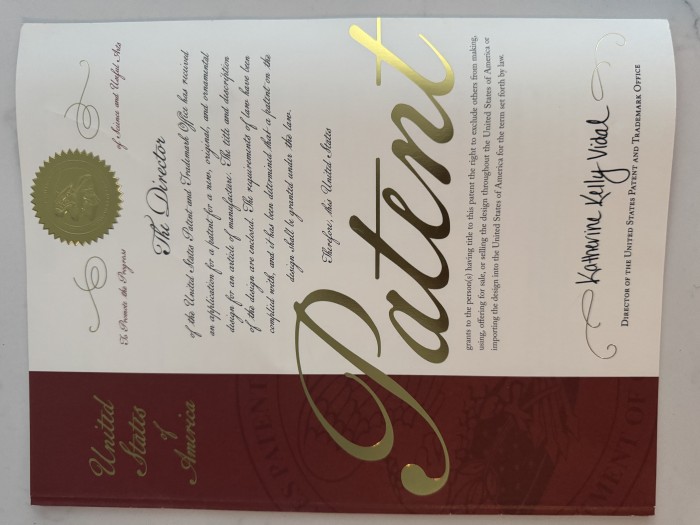 United
States
of
America
To Promote the Progress of Science and Useful Arts
The Director
of the United States Patent and Trademark Office has received
an application for a patent for a new, original, and ornamental
design for an article of manufacture. The title and description
of the design are enclosed. The requirements of law have been
complied with, and it has been determined that a patent on the
design shall be granted under the law.
Therefore, this United States
Patent
grants to the person(s) having title to this patent the right to exclude others from making,
using, offering for sale, or selling the design throughout the United States of America or
importing the design into the United States of America for the term set forth by law.
Katherine Kelly Vidal
Director of the United States Patent and Trademark Office